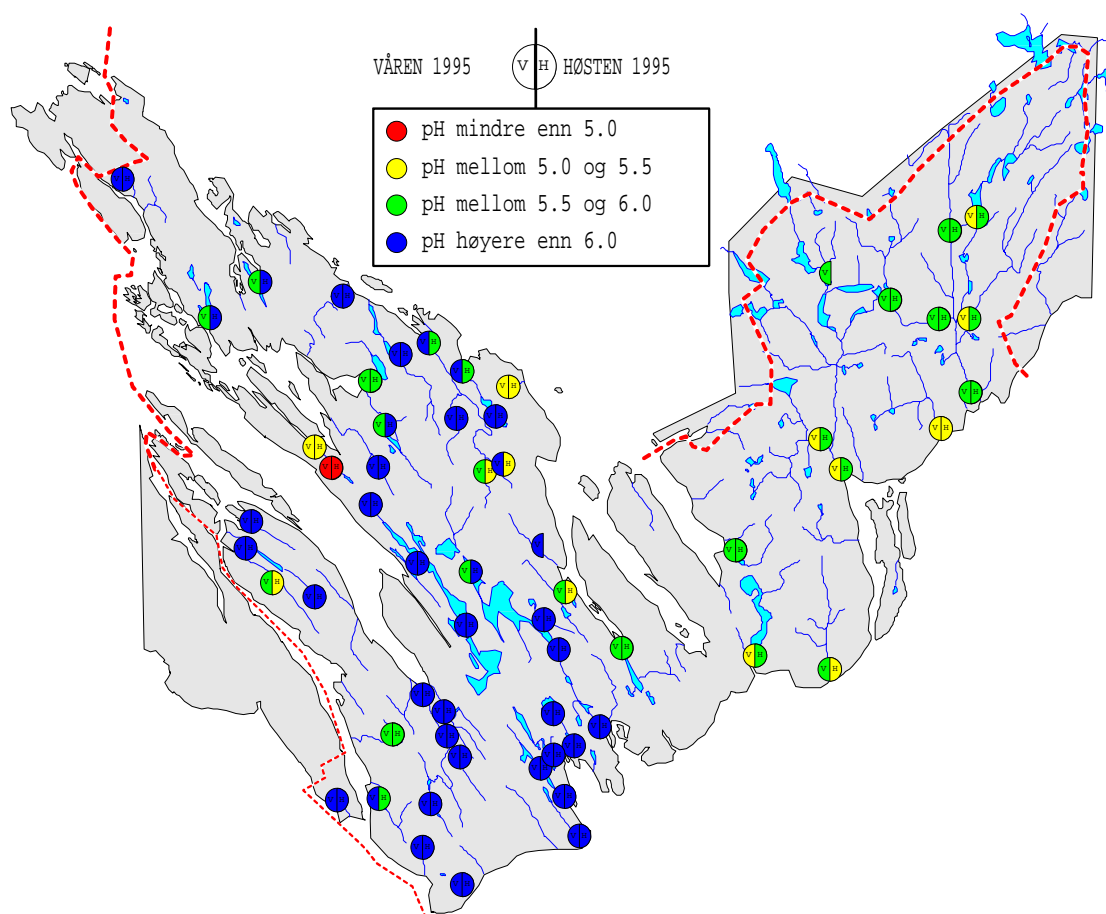 VÅREN 1995 V H HØSTEN 1995
pH mindre enn 5.0
pH mellom 5.0 og 5.5
pH mellom 5.5 og 6.0
pH høyere enn 6.0